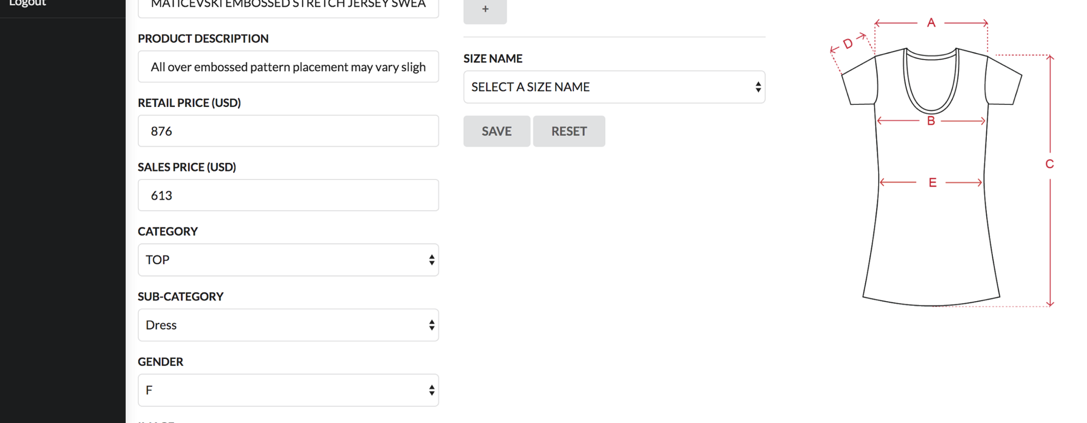 Logout
MATICEVSKI EMBOSSED STRETCH JERSEY SWEA
PRODUCT DESCRIPTION
All over embossed pattern placement may vary sligh
RETAIL PRICE (USD)
876
SALES PRICE (USD)
613
CATEGORY
TOP
SUB-CATEGORY
Dress
GENDER
F
+
SIZE NAME
SELECT A SIZE NAME
SAVE RESET
A
D
B
C
E